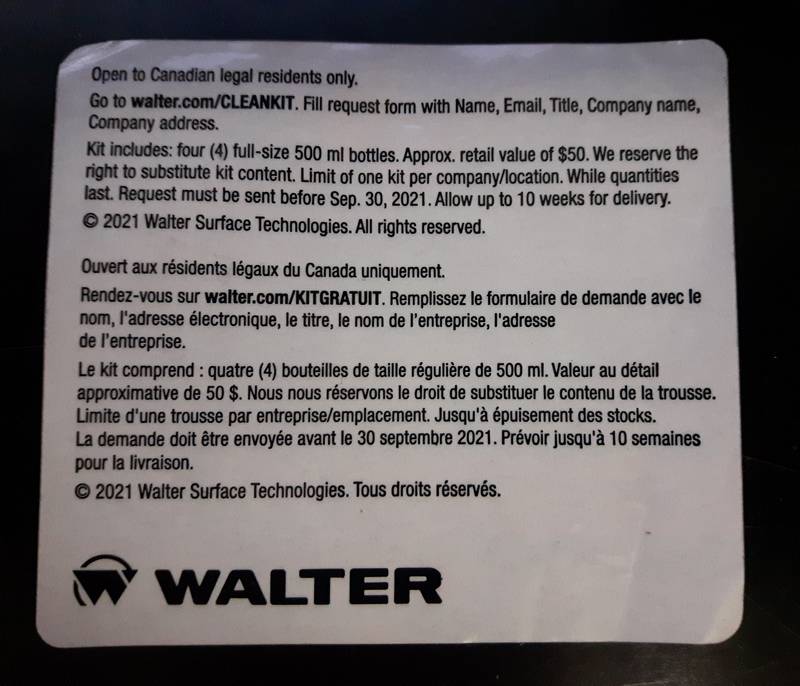 Open to Canadian legal residents only.
Go to walter.com/CLEANKIT. Fill request form with Name, Email, Title, Company name,
Company address.
Kit includes: four (4) full-size 500 ml bottles. Approx. retail value of $50. We reserve the
right to substitute kit content. Limit of one kit per company/location. While quantities
last. Request must be sent before Sep. 30, 2021. Allow up to 10 weeks for delivery.
© 2021 Walter Surface Technologies. All rights reserved.
Ouvert aux résidents légaux du Canada uniquement.
Rendez-vous sur walter.com/KITGRATUIT. Remplissez le formulaire de demande avec le
nom, l'adresse électronique, le titre, le nom de l'entreprise, l'adresse
de l'entreprise.
Le kit comprend : quatre (4) bouteilles de taille régulière de 500 ml. Valeur au détail
approximative de 50 $. Nous nous réservons le droit de substituer le contenu de la trousse.
Limite d'une trousse par entreprise/emplacement. Jusqu'à épuisement des stocks.
La demande doit être envoyée avant le 30 septembre 2021. Prévoir jusqu'à 10 semaines
pour la livraison.
© 2021 Walter Surface Technologies. Tous droits réservés.
WALTER